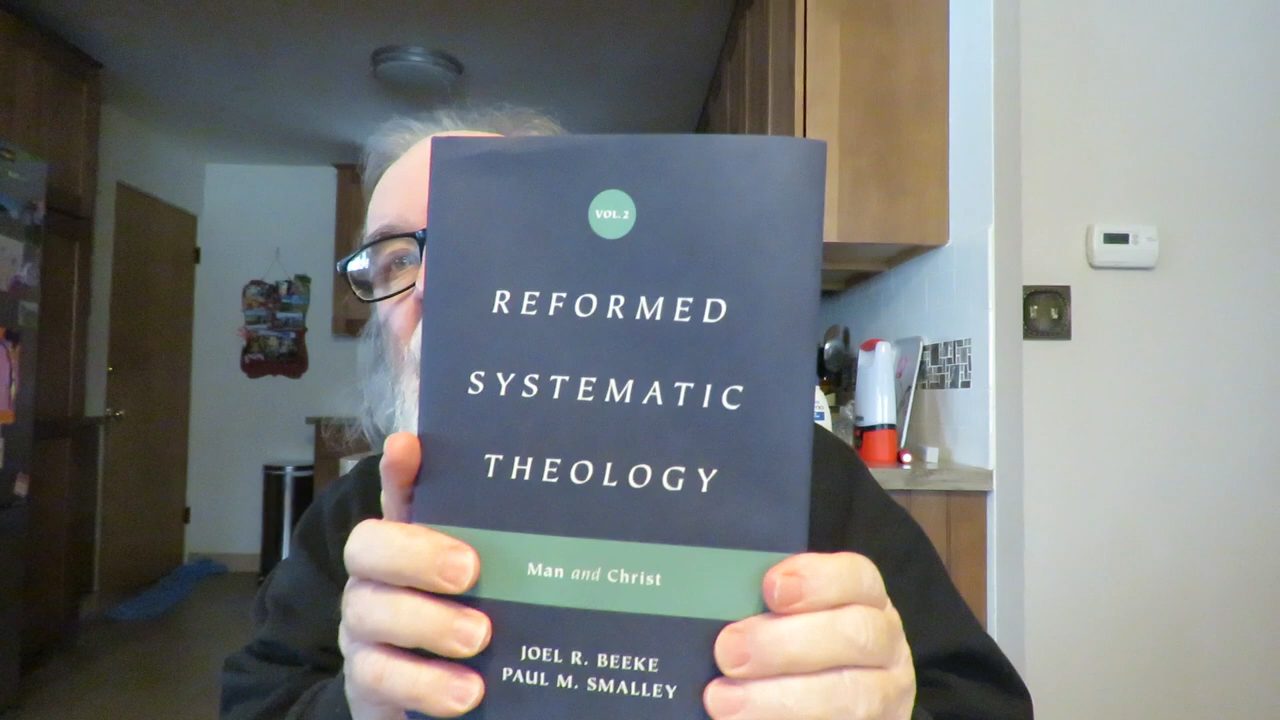 VOL. 2
REFORMED
SYSTEMATIC
THEOLOGY
Man and Christ
JOEL R. BEEKE
PAUL M. SMALLEY